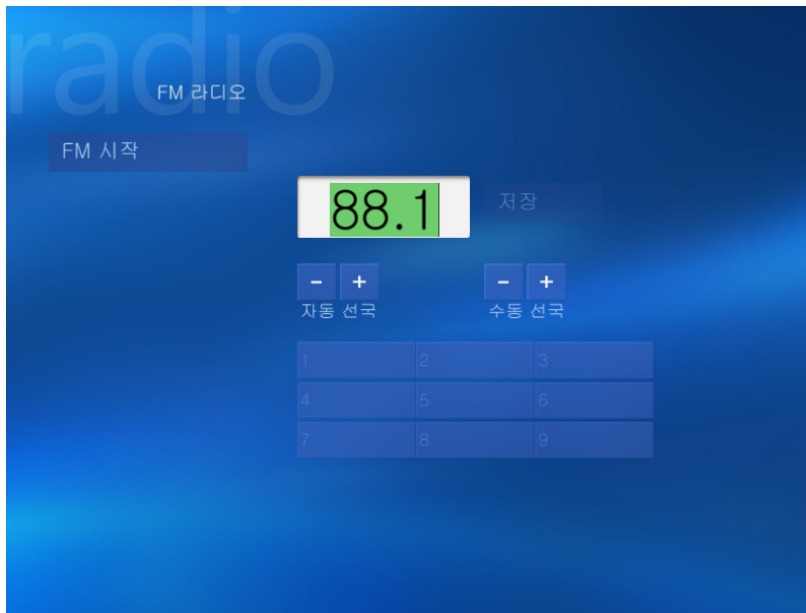 radio
FM 라디오
FM 시작
88.1
저장
- +
- +
자동 선국
수동 선국
1 2 3
4 5 6
7 8 9